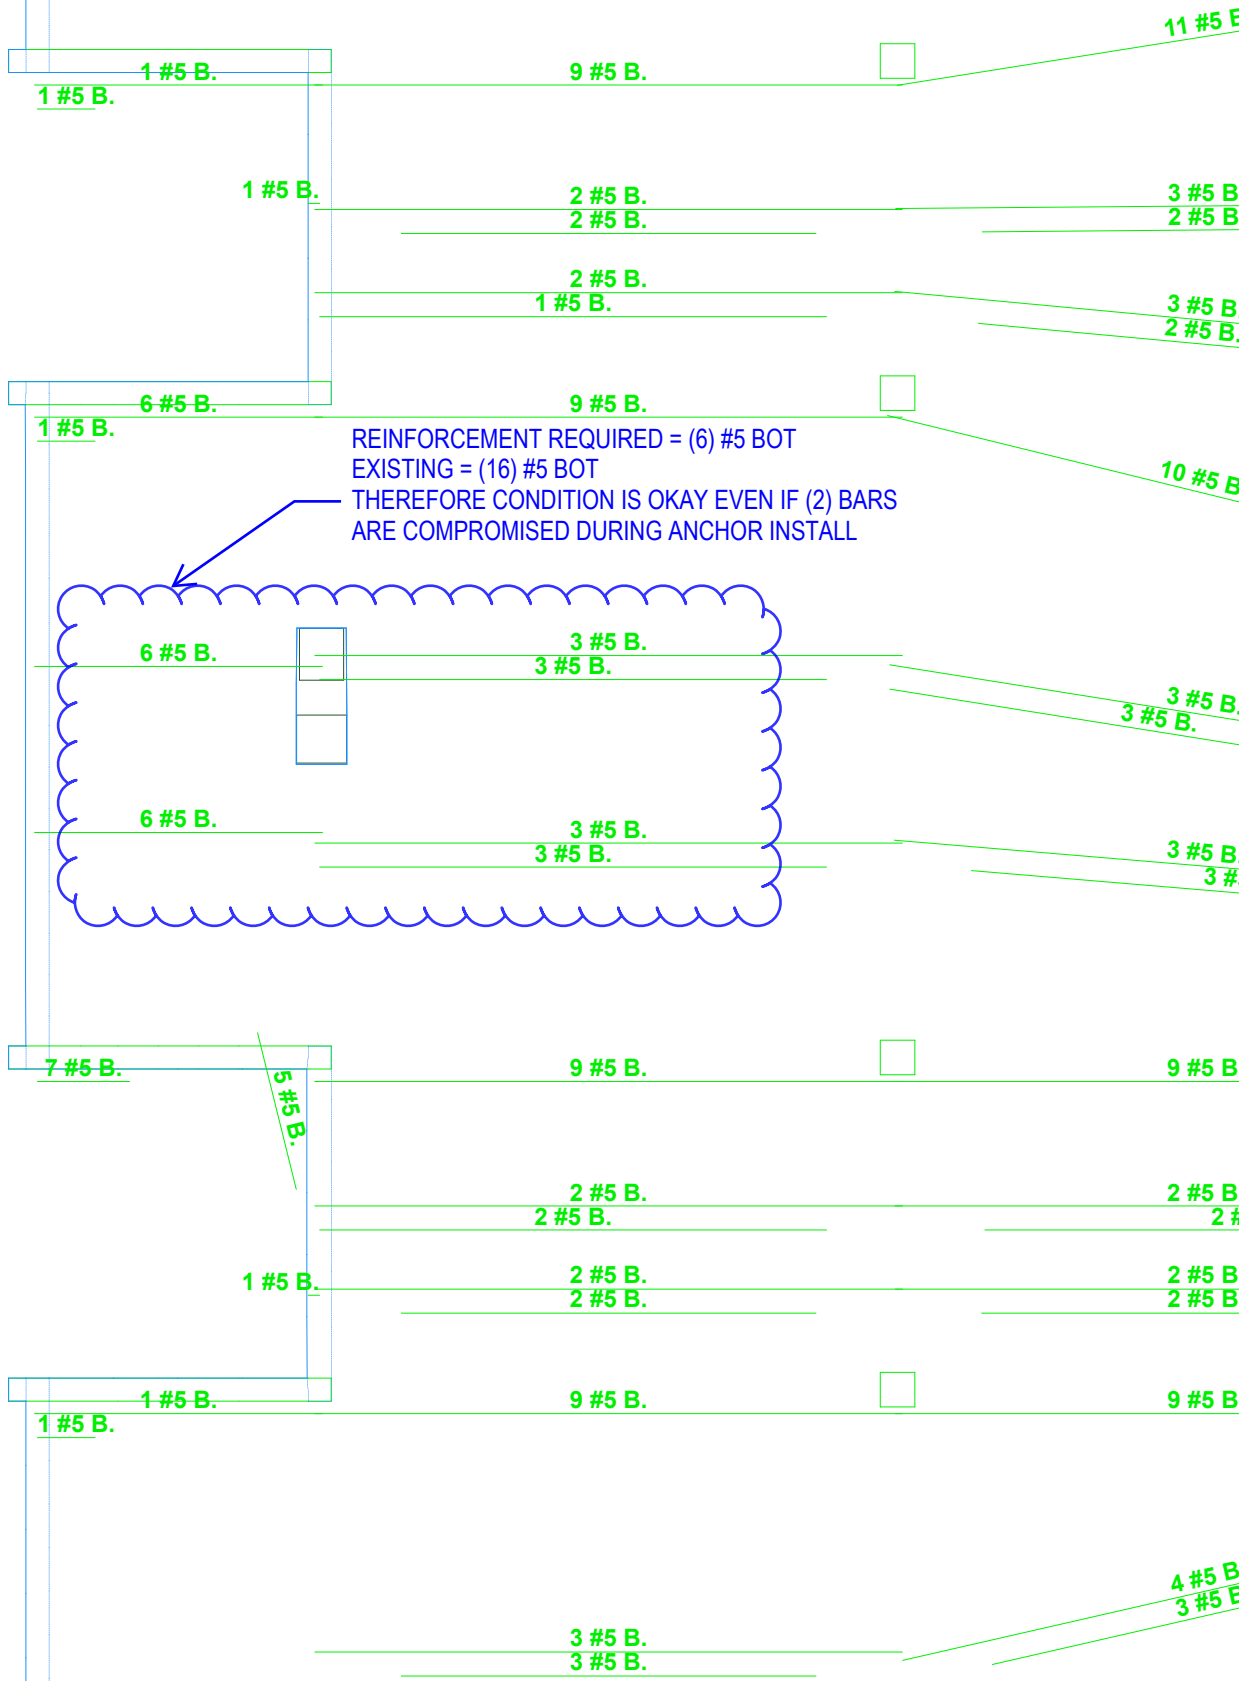 11 #5
1 #5 B.
9 #5 B.
1 #5 B.
1 #5 B.
2 #5 B.
3 #5 B
2 #5 B.
2 #5 B
2 #5 B.
3 #5 B.
1 #5 B.
2 #5 B.
6 #5 B.
9 #5 B.
1 #5 B.
REINFORCEMENT REQUIRED = (6) #5 BOT
EXISTING = (16) #5 BOT
THEREFORE CONDITION IS OKAY EVEN IF (2) BARS
ARE COMPROMISED DURING ANCHOR INSTALL
10 #5 B
6 #5 B.
3 #5 B.
3 #5 B.
3 #5 B.
3 #5 B.
6 #5 B.
3 #5 B.
3 #5 B.
3 #5 B.
3 #
7 #5 B.
5 #5 B.
9 #5 B.
9 #5 B
2 #5 B.
2 #5 B
2 #5 B.
2 #
1 #5 B.
2 #5 B.
2 #5 B
2 #5 B.
2 #5 B
1 #5 B.
9 #5 B.
9 #5 B
1 #5 B.
4 #5 B
3 #5
3 #5 B.
3 #5 B.